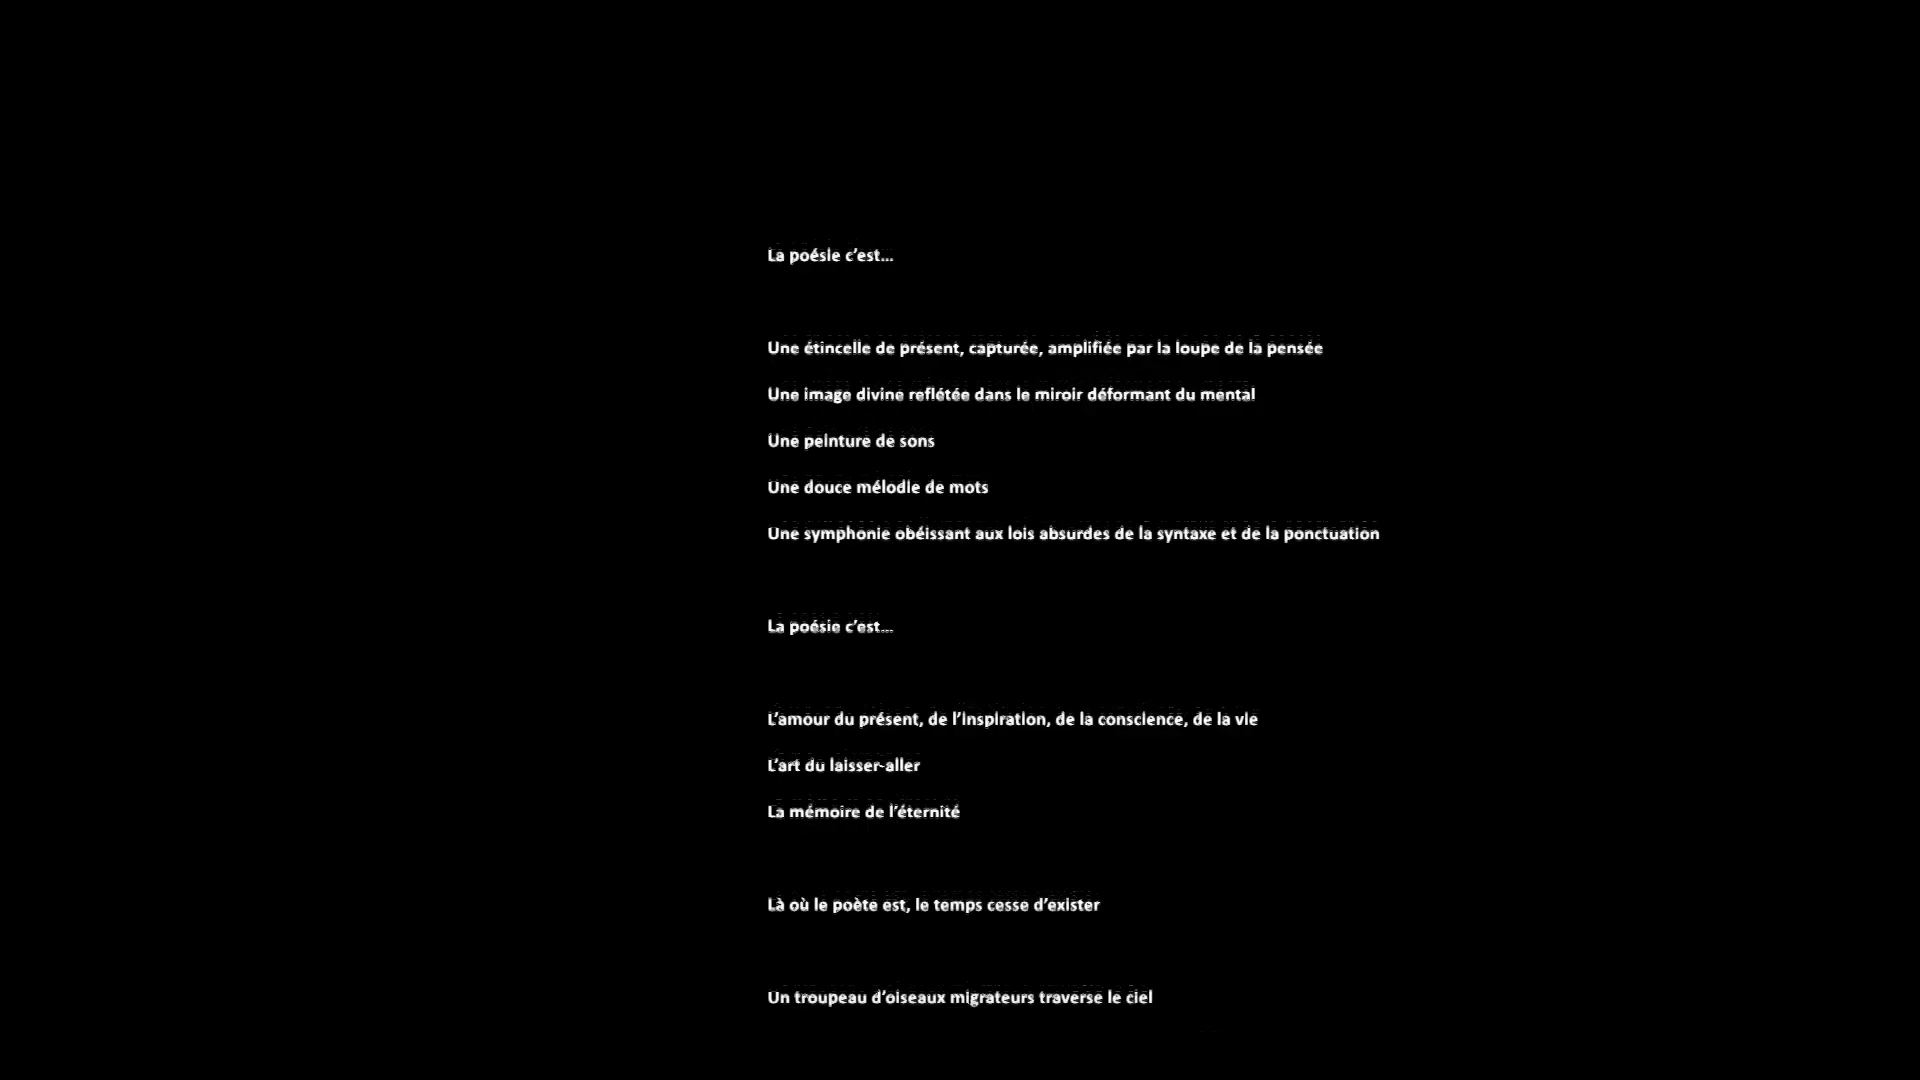 La poésie c’est...
Une étincelle de présent, capturée, amplifiée par la loupe de la pensée
Une image divine reflétée dans le miroir déformant du mental
Une peinture de sons
Une douce mélodie de mots
Une symphonie obéissant aux lois absurdes de la syntaxe et de la ponctuation
La poésie c’est...
L’amour du présent, de l’inspiration, de la conscience, de la vie
L’art du laisser-aller
La mémoire de l’éternité
Là où le poète est, le temps cesse d’exister
Un troupeau d’oiseaux migrateurs traverse le ciel